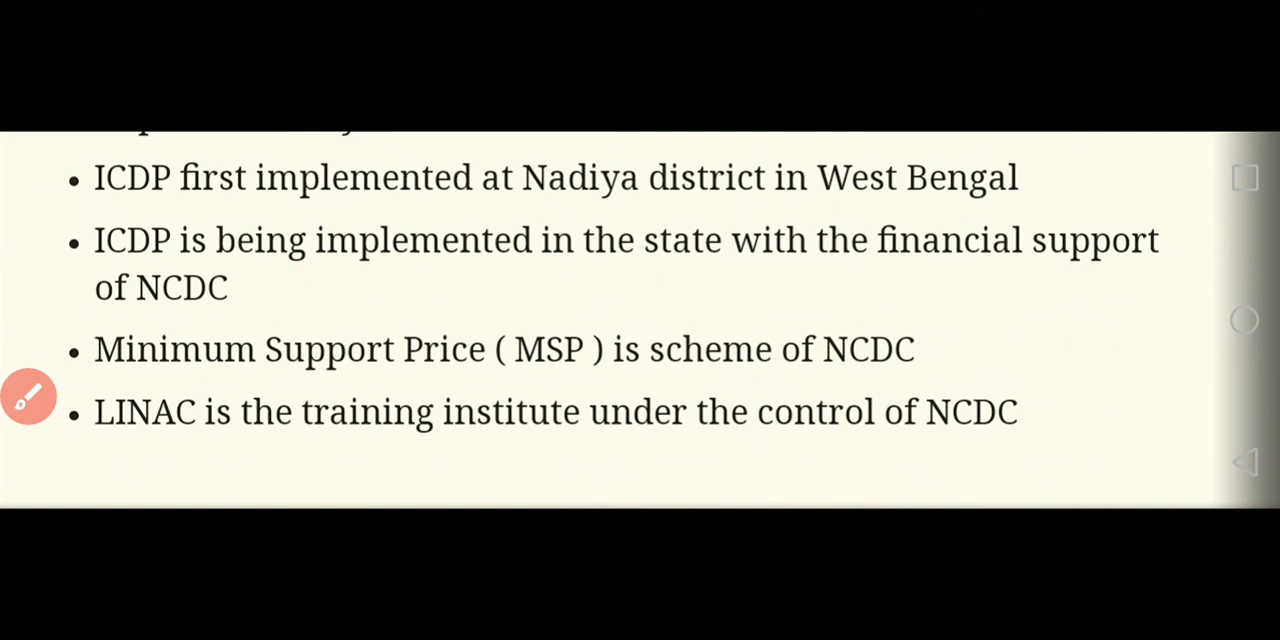 • ICDP first implemented at Nadiya district in West Bengal
• ICDP is being implemented in the state with the financial support
of NCDC
• Minimum Support Price ( MSP ) is scheme of NCDC
• LINAC is the training institute under the control of NCDC